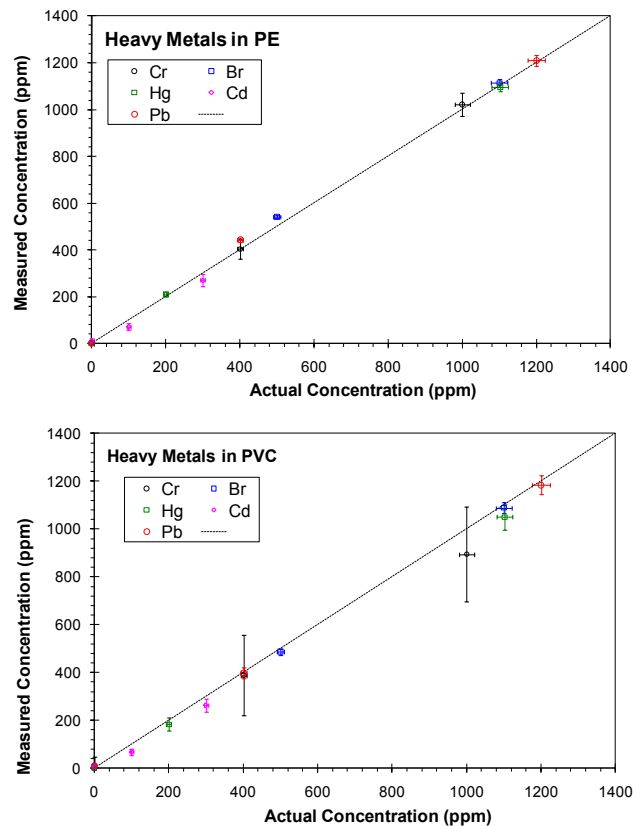 Heavy Metals in PE
Cr Br
Hg Cd
Pb
Measured Concentration (ppm)
1400
1200
1000
800
600
400
200
0
0 200 400 600 800 1000 1200 1400
Actual Concentration (ppm)
Heavy Metals in PVC
Cr Br
Hg Cd
Pb
Measured Concentration (ppm)
1400
1200
1000
800
600
400
200
0
0 200 400 600 800 1000 1200 1400
Actual Concentration (ppm)